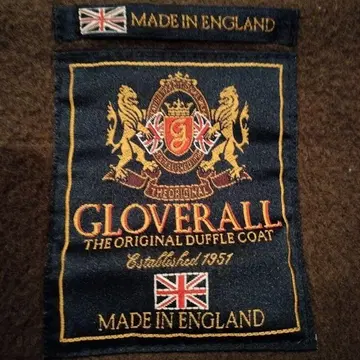 MADE IN ENGLAND
G
THE ORIGINAL
GLOVERALL
THE ORIGINAL DUFFLE COAT
Established 1951
MADE IN ENGLAND